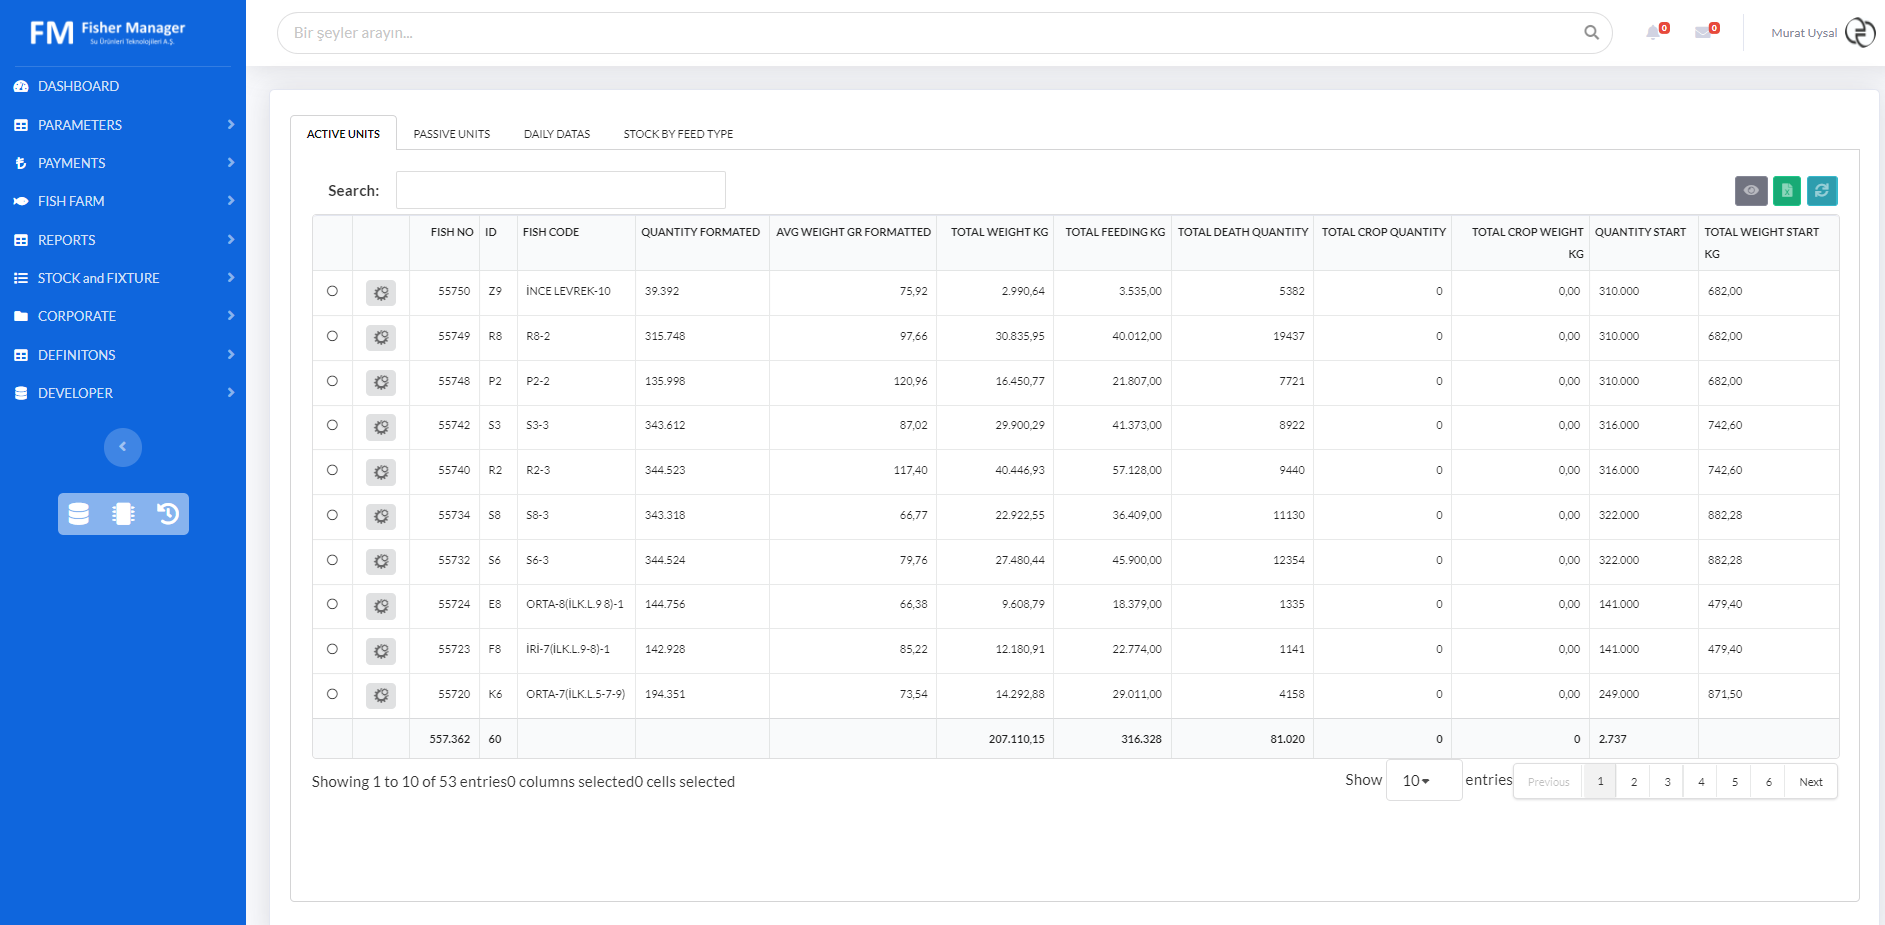 FM Fisher Manager
Su Ürünleri Teknolojileri A.Ş.
DASHBOARD
PARAMETERS
PAYMENTS
FISH FARM
REPORTS
STOCK and FIXTURE
CORPORATE
DEFINITONS
DEVELOPER
Bir şeyler arayın...
0
0
Murat Uysal
ACTIVE UNITS PASSIVE UNITS DAILY DATAS STOCK BY FEED TYPE
Search:
FISH NO ID FISH CODE QUANTITY FORMATED AVG WEIGHT GR FORMATTED TOTAL WEIGHT KG TOTAL FEEDING KG TOTAL DEATH QUANTITY TOTAL CROP QUANTITY TOTAL CROP WEIGHT KG QUANTITY START TOTAL WEIGHT START KG
55750 Z9 İNCE LEVREK-10 39.392 75,92 2.990,64 3.535,00 5382 0 0,00 310.000 682,00
55749 R8 R8-2 315.748 97,66 30.835,95 40.012,00 19437 0 0,00 310.000 682,00
55748 P2 P2-2 135.998 120,96 16.450,77 21.807,00 7721 0 0,00 310.000 682,00
55742 S3 S3-3 343.612 87,02 29.900,29 41.373,00 8922 0 0,00 316.000 742,60
55740 R2 R2-3 344.523 117,40 40.446,93 57.128,00 9440 0 0,00 316.000 742,60
55734 S8 S8-3 343.318 66,77 22.922,55 36.409,00 11130 0 0,00 322.000 882,28
55732 S6 S6-3 344.524 79,76 27.480,44 45.900,00 12354 0 0,00 322.000 882,28
55724 E8 ORTA-8(İLK.L.9 8)-1 144.756 66,38 9.608,79 18.379,00 1335 0 0,00 141.000 479,40
55723 F8 İRİ-7(İLK.L.9-8)-1 142.928 85,22 12.180,91 22.774,00 1141 0 0,00 141.000 479,40
55720 K6 ORTA-7(İLK.L.5-7-9) 194.351 73,54 14.292,88 29.011,00 4158 0 0,00 249.000 871,50
557.362 60 207.110,15 316.328 81.020 0 0 2.737
Showing 1 to 10 of 53 entries0 columns selected0 cells selected
Show 10 entries
Previous 1 2 3 4 5 6 Next